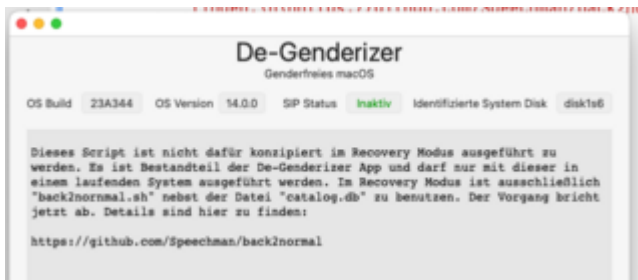 De-Genderizer
Genderfreies macOS
OS Build 23A344 OS Version 14.0.0 SIP Status Inaktiv Identifizierte System Disk disk1s6
Dieses Script ist nicht dafür konzipiert im Recovery Modus ausgeführt zu
werden. Es ist Bestandteil der De-Genderizer App und darf nur mit dieser in
einem laufenden System ausgeführt werden. Im Recovery Modus ist ausschließlich
"back2nornmal.sh" nebst der Datei "catalog.db" zu benutzen. Der Vorgang bricht
jetzt ab. Details sind hier zu finden:
https://github.com/Speechman/back2normal